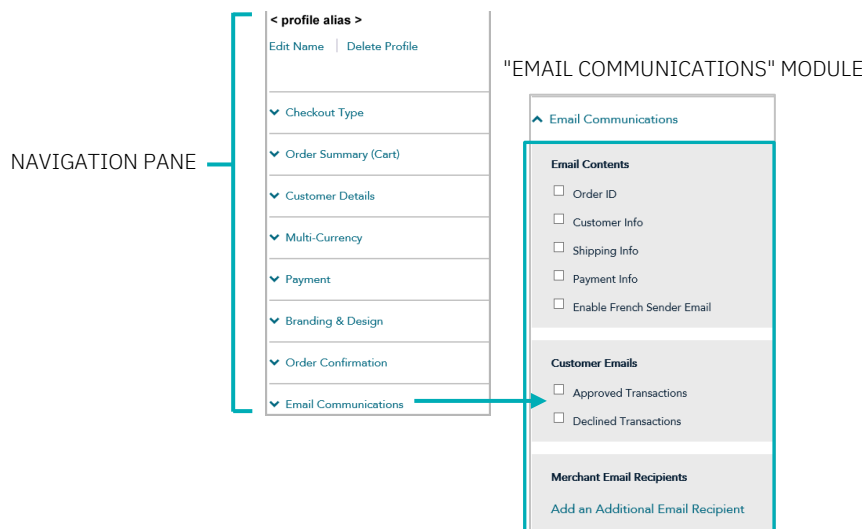 < profile alias >
Edit Name | Delete Profile
"EMAIL COMMUNICATIONS" MODULE
NAVIGATION PANE
Checkout Type
Order Summary (Cart)
Customer Details
Multi-Currency
Payment
Branding & Design
Order Confirmation
Email Communications
Email Communications
Email Contents
Order ID
Customer Info
Shipping Info
Payment Info
Enable French Sender Email
Customer Emails
Approved Transactions
Declined Transactions
Merchant Email Recipients
Add an Additional Email Recipient